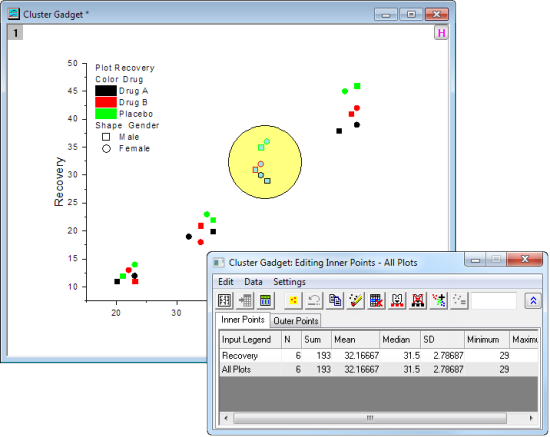 Cluster Gadget *
1
H
Plot Recovery
Color Drug
Drug A
Drug B
Placebo
Shape Gender
Male
Female
Recovery
50
45
40
35
30
25
20
15
10
20
30
Cluster Gadget: Editing Inner Points - All Plots
Edit Data Settings
Inner Points Outer Points
Input Legend N Sum Mean Median SD Minimum Maximu
Recovery 6 193 32.16667 31.5 2.78687 29
All Plots 6 193 32.16667 31.5 2.78687 29